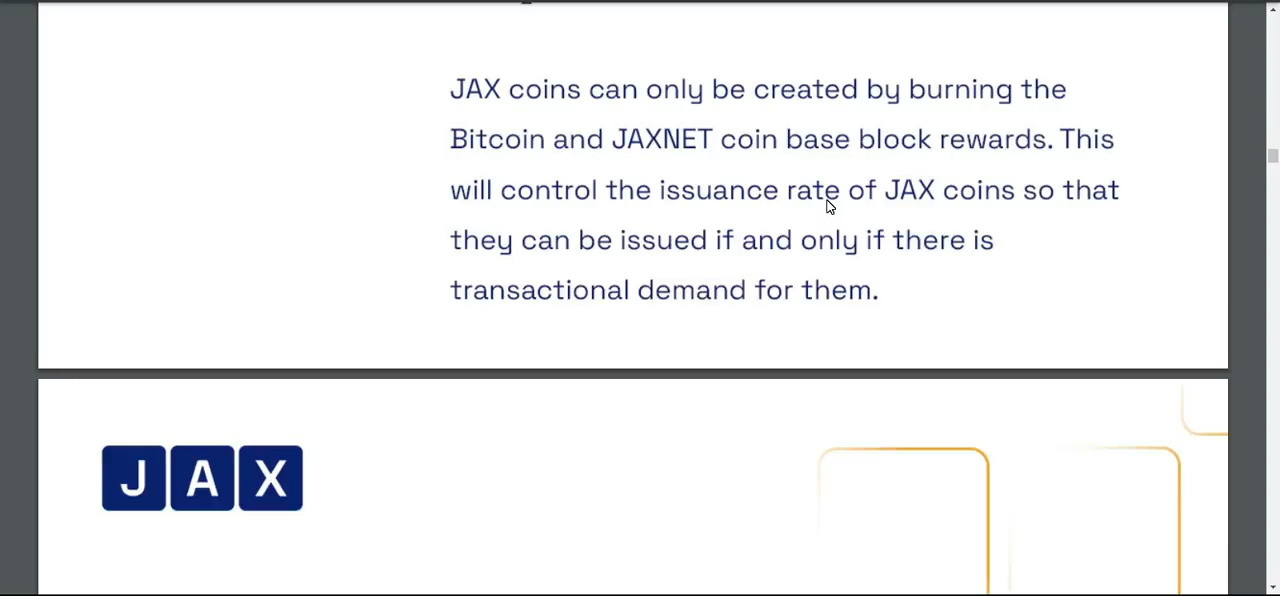 JAX coins can only be created by burning the
Bitcoin and JAXNET coin base block rewards. This
will control the issuance rate of JAX coins so that
they can be issued if and only if there is
transactional demand for them.
JAX